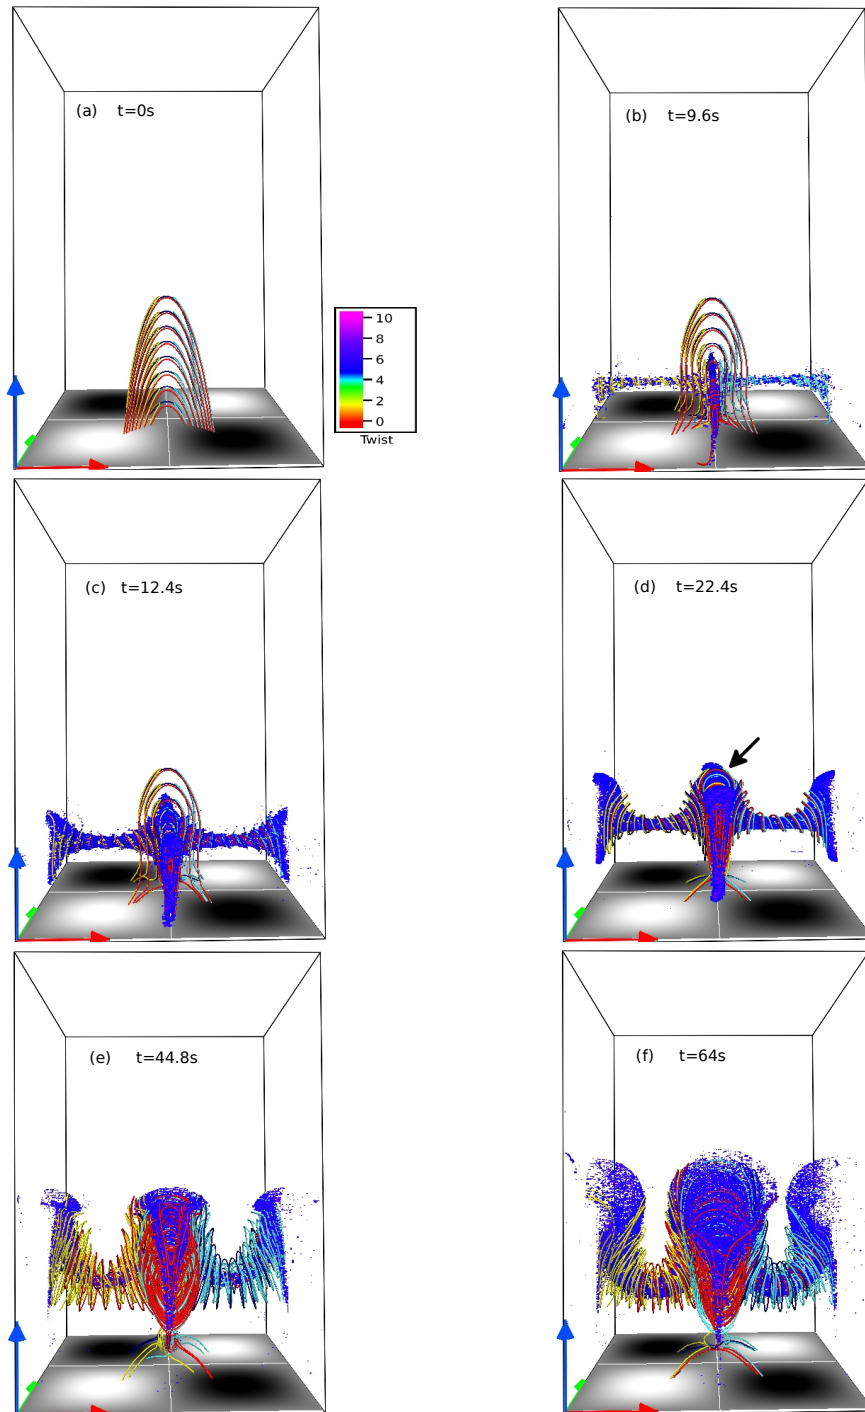 (a) t=0s
(b) t=9.6s
10
8
6
4
2
0
Twist
(c) t=12.4s
(d) t=22.4s
(e) t=44.8s
(f) t=64s